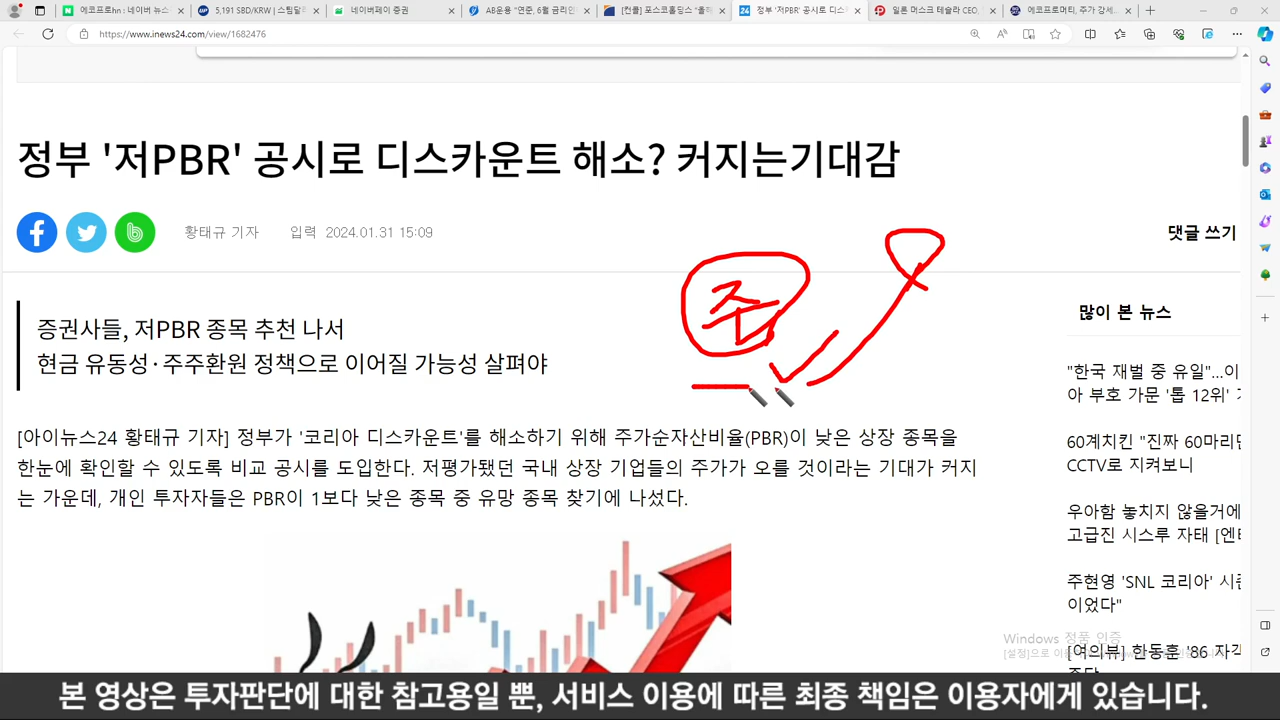 에코프로hn : 네이버 뉴스
5,191 SBD/KRW | 스팀달러
네이버페이 증권
AB운용 "연준, 6월 금리인
[컨콜] 포스코홀딩스 "졸
정부 '저PBR' 공시로 디스
일론 머스크 테슬라 CEO,
에코프로머티, 주가 강세
https://www.inews24.com/view/1682476
정부 '저PBR' 공시로 디스카운트 해소? 커지는기대감
황태규 기자 입력 2024.01.31 15:09
댓글 쓰기
주
증권사들, 저PBR 종목 추천 나서
현금 유동성·주주환원 정책으로 이어질 가능성 살펴야
[아이뉴스24 황태규 기자] 정부가 '코리아 디스카운트'를 해소하기 위해 주가순자산비율(PBR)이 낮은 상장 종목을
한눈에 확인할 수 있도록 비교 공시를 도입한다. 저평가됐던 국내 상장 기업들의 주가가 오를 것이라는 기대가 커지
는 가운데, 개인 투자자들은 PBR이 1보다 낮은 종목 중 유망 종목 찾기에 나섰다.
많이 본 뉴스
"한국 재벌 중 유일"...이
아 부호 가문 '톱 12위'
60계치킨 "진짜 60마리만
CCTV로 지켜보니
우아함 놓치지 않을거에
고급진 시스루 자태 [엔터
주현영 'SNL 코리아' 시즌
이었다"
[여의뷰] 한동훈 '86 자격
Windows 정품 인증
[설정]으로 이동
본 영상은 투자판단에 대한 참고용일 뿐, 서비스 이용에 따른 최종 책임은 이용자에게 있습니다.